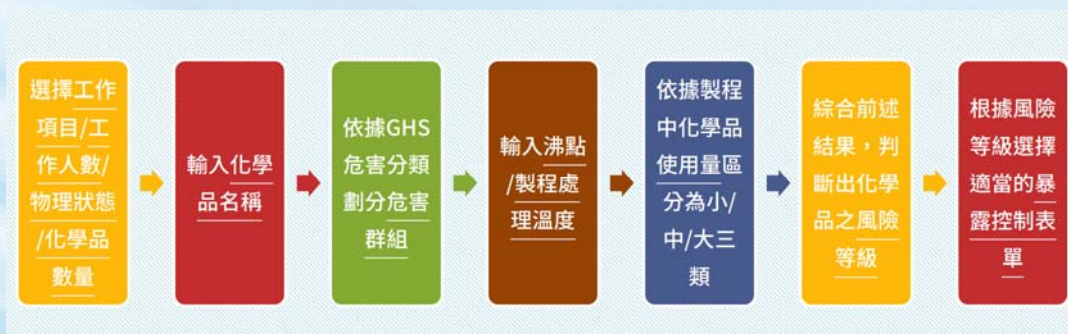 選擇工作
項目/工
作人數/
物理狀態
/化學品
數量
輸入化學
品名稱
依據GHS
危害分類
劃分危害
群組
輸入沸點
/製程處
理溫度
依據製程
中化學品
使用量區
分為小/
中/大三
類
綜合前述
結果，判
斷出化學
品之風險
等級
根據風險
等級選擇
適當的暴
露控制表
單